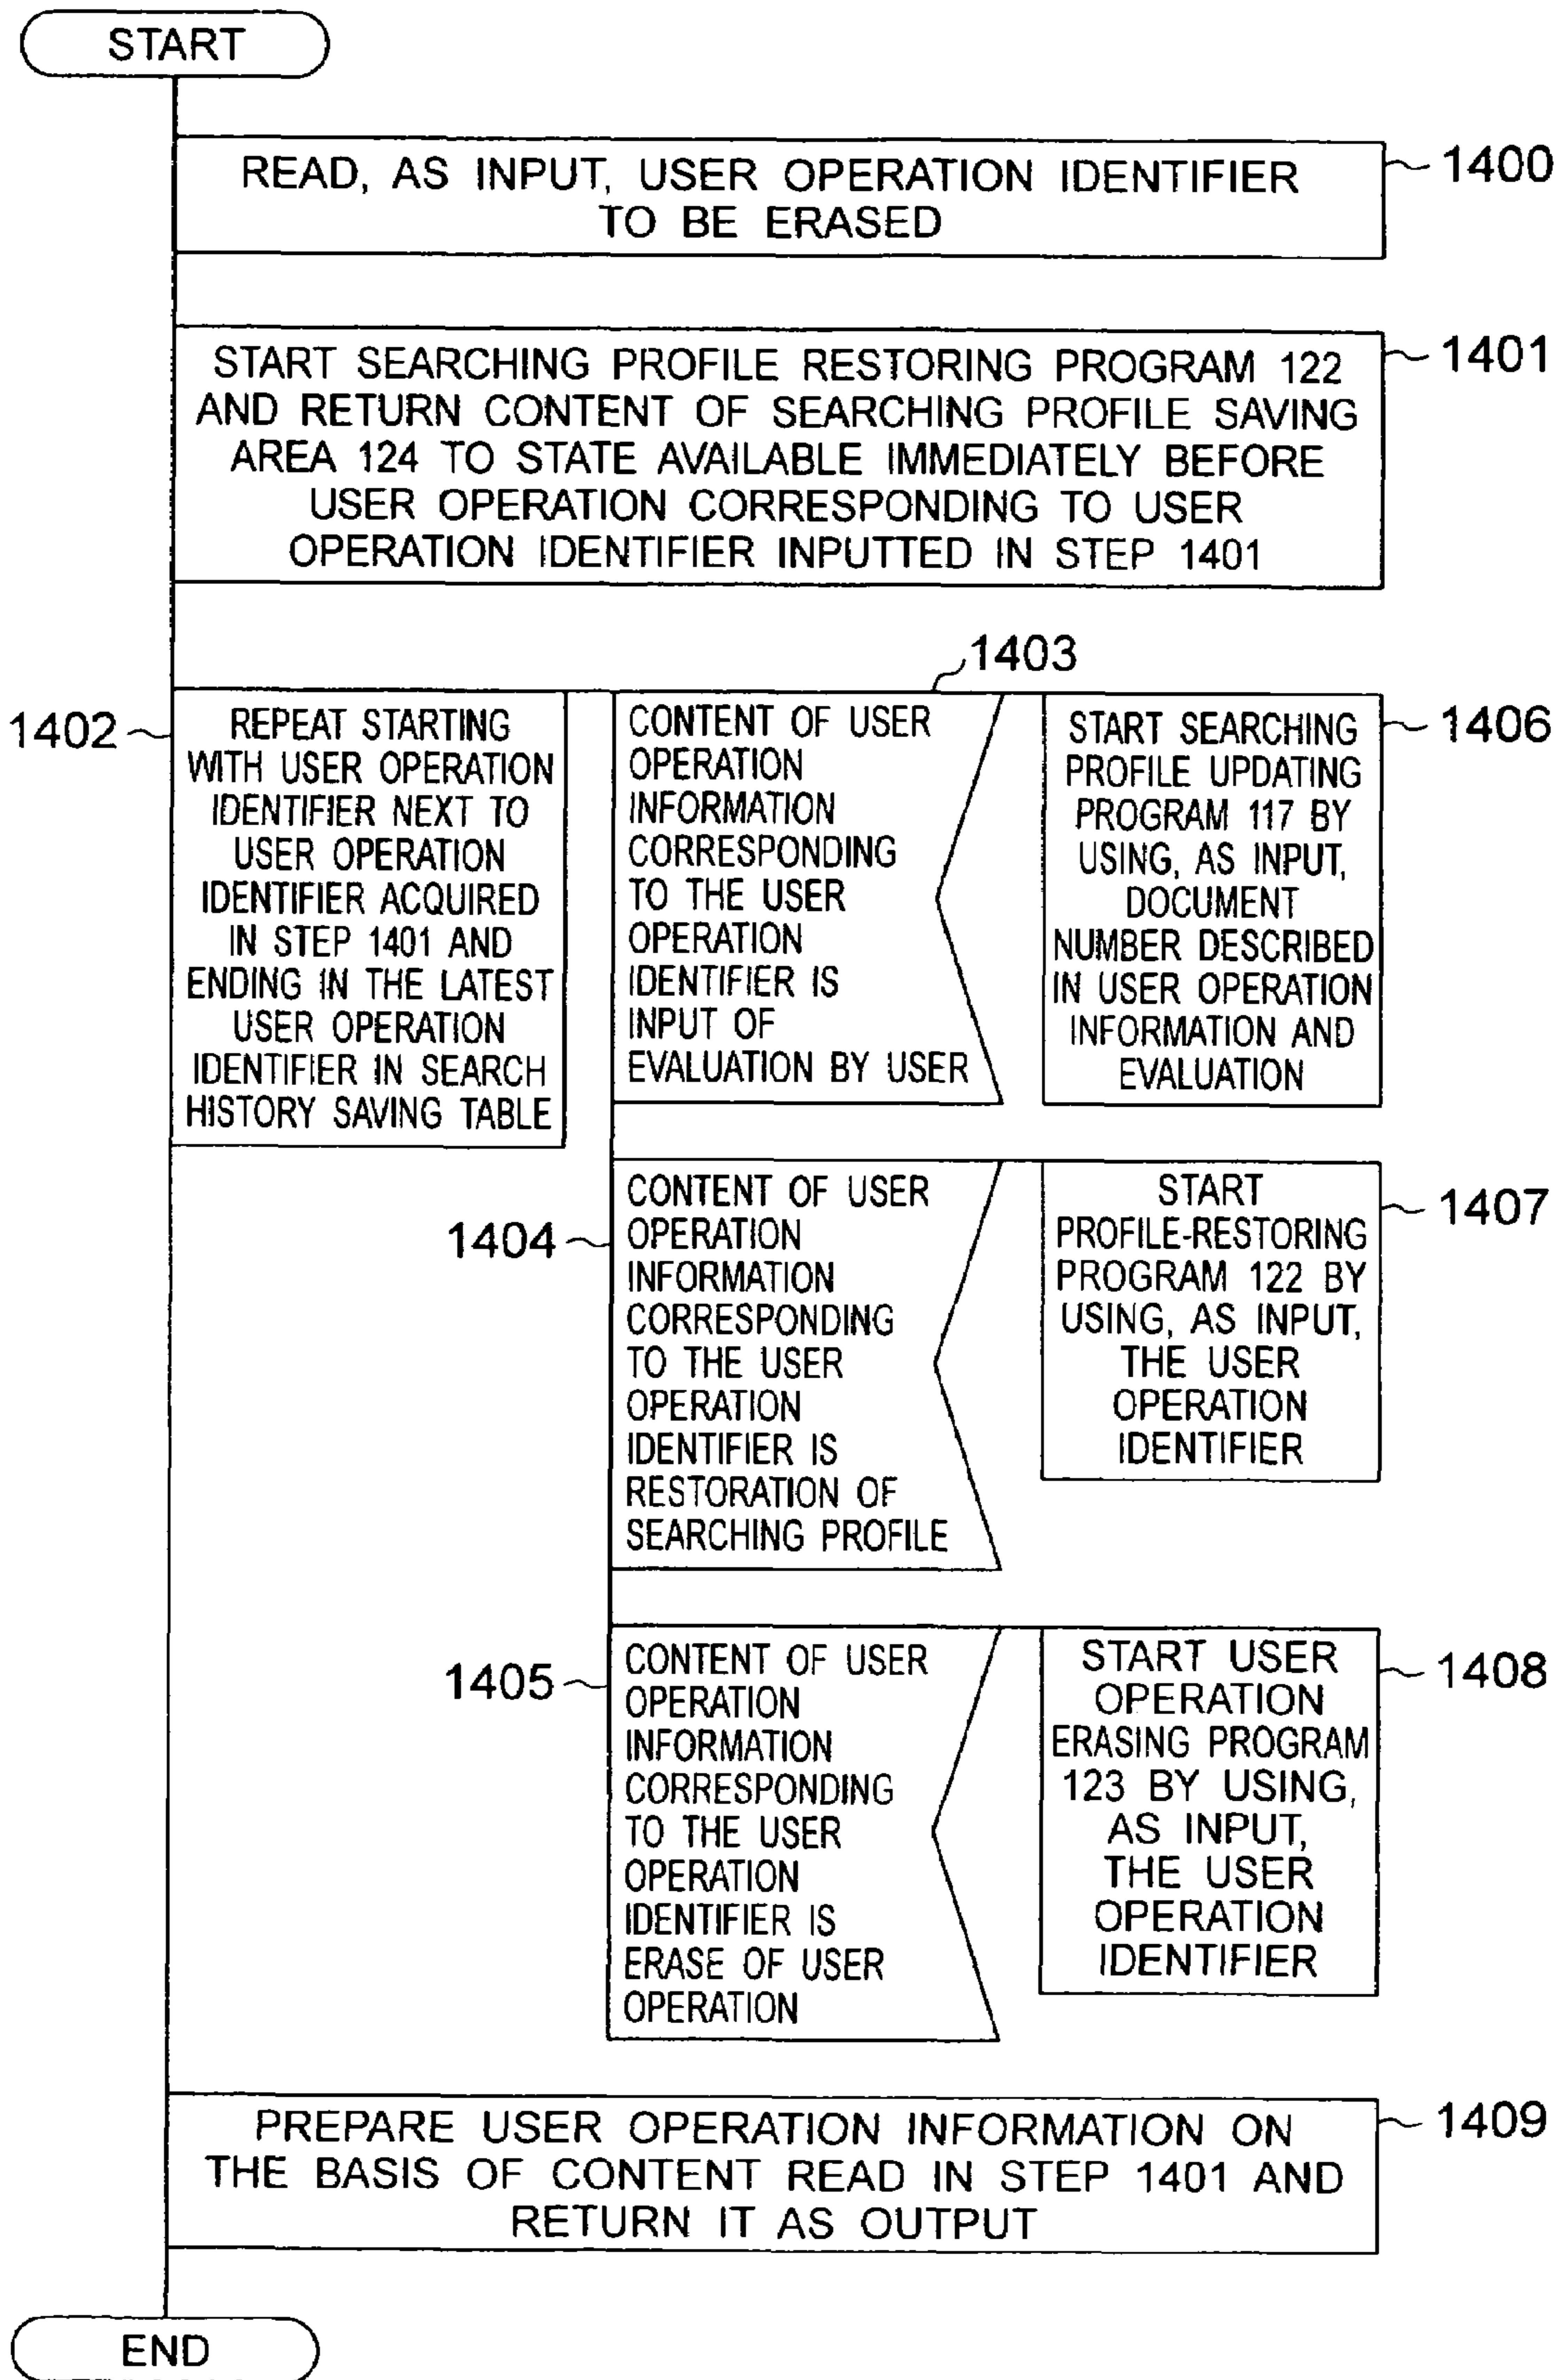 START
READ, AS INPUT, USER OPERATION IDENTIFIER
TO BE ERASED
1400
START SEARCHING PROFILE RESTORING PROGRAM 122
AND RETURN CONTENT OF SEARCHING PROFILE SAVING
AREA 124 TO STATE AVAILABLE IMMEDIATELY BEFORE
USER OPERATION CORRESPONDING TO USER
OPERATION IDENTIFIER INPUTTED IN STEP 1401
1401
1402
REPEAT STARTING
WITH USER OPERATION
IDENTIFIER NEXT TO
USER OPERATION
IDENTIFIER ACQUIRED
IN STEP 1401 AND
ENDING IN THE LATEST
USER OPERATION
IDENTIFIER IN SEARCH
HISTORY SAVING TABLE
1403
CONTENT OF USER
OPERATION
INFORMATION
CORRESPONDING
TO THE USER
OPERATION
IDENTIFIER IS
INPUT OF
EVALUATION BY USER
START SEARCHING
PROFILE UPDATING
PROGRAM 117 BY
USING, AS INPUT,
DOCUMENT
NUMBER DESCRIBED
IN USER OPERATION
INFORMATION AND
EVALUATION
1406
1404
CONTENT OF USER
OPERATION
INFORMATION
CORRESPONDING
TO THE USER
OPERATION
IDENTIFIER IS
RESTORATION OF
SEARCHING PROFILE
START
PROFILE-RESTORING
PROGRAM 122 BY
USING, AS INPUT,
THE USER
OPERATION
IDENTIFIER
1407
1405
CONTENT OF USER
OPERATION
INFORMATION
CORRESPONDING
TO THE USER
OPERATION
IDENTIFIER IS
ERASE OF USER
OPERATION
START USER
OPERATION
ERASING PROGRAM
123 BY USING,
AS INPUT,
THE USER
OPERATION
IDENTIFIER
1408
PREPARE USER OPERATION INFORMATION ON
THE BASIS OF CONTENT READ IN STEP 1401 AND
RETURN IT AS OUTPUT
1409
END